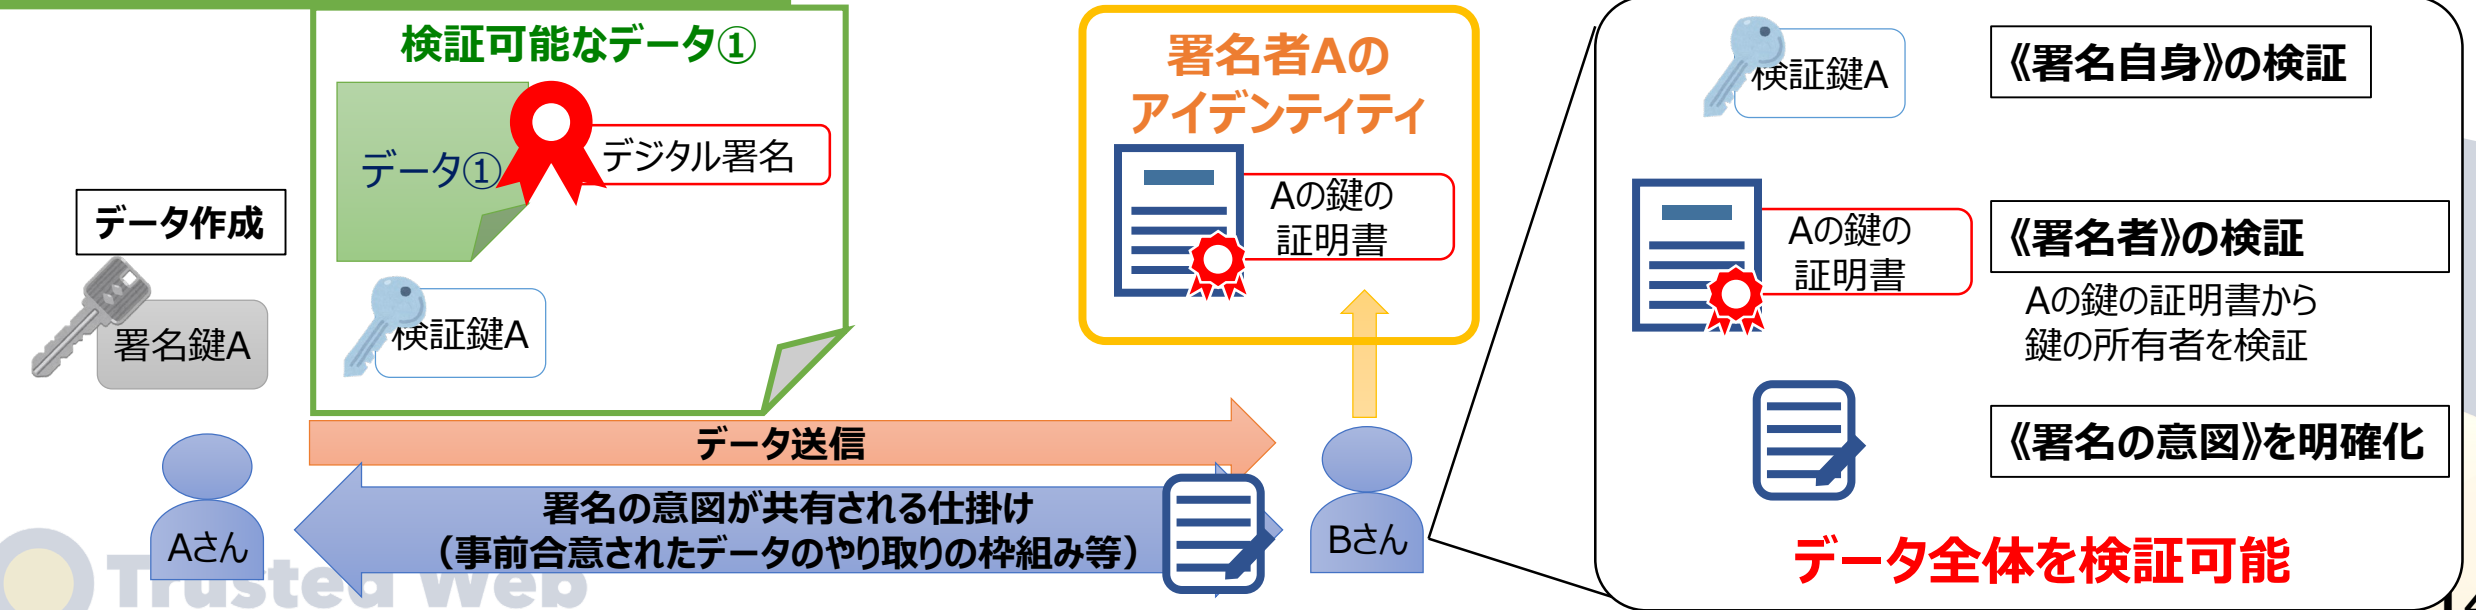 検証可能なデータ①
データ①
デジタル署名
データ作成
署名鍵A
検証鍵A
署名者Aの
アイデンティティ
Aの鍵の
証明書
データ送信
署名の意図が共有される仕掛け
（事前合意されたデータのやり取りの枠組み等）
Aさん
Bさん
検証鍵A
《署名自身》の検証
Aの鍵の
証明書
《署名者》の検証
Aの鍵の証明書から
鍵の所有者を検証
《署名の意図》を明確化
データ全体を検証可能
Trusted Web